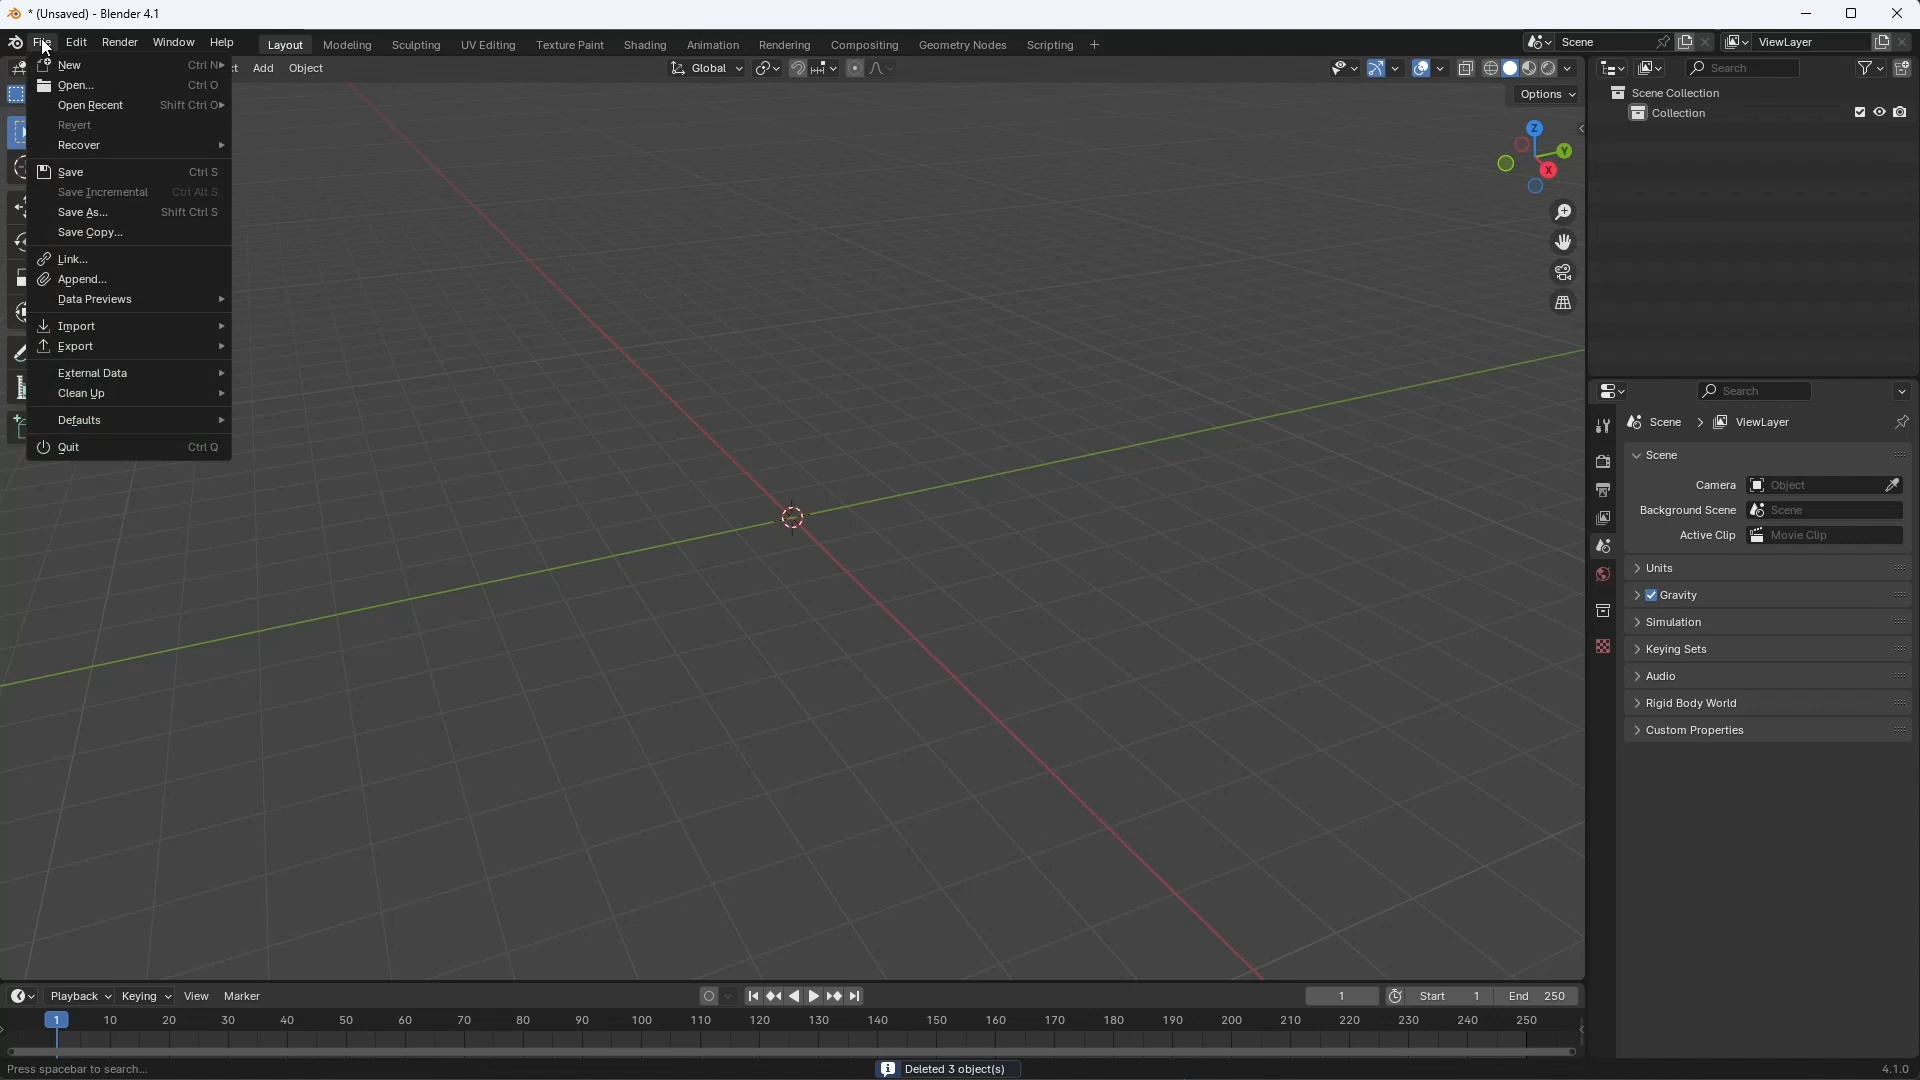 * (Unsaved) - Blender 4.1
File Edit Render Window Help Layout Modeling Sculpting UV Editing Texture Paint Shading Animation Rendering Compositing Geometry Nodes Scripting + Scene ViewLayer
Add Object Global Search
Options
New Ctrl N
Open... Ctrl O
Open Recent Shift Ctrl O
Revert
Recover
Save Ctrl S
Save Incremental Ctrl Alt S
Save As... Shift Ctrl S
Save Copy...
Link...
Append...
Data Previews
Import
Export
External Data
Clean Up
Defaults
Quit Ctrl Q
Z
Y
X
Scene Collection
Collection
Search
Scene > ViewLayer
Scene
Camera Object
Background Scene Scene
Active Clip Movie Clip
Units
Gravity
Simulation
Keying Sets
Audio
Rigid Body World
Custom Properties
Playback Keying View Marker 1 Start 1 End 250
1 10 20 30 40 50 60 70 80 90 100 110 120 130 140 150 160 170 180 190 200 210 220 230 240 250
Press spacebar to search... Deleted 3 object(s) 4.1.0